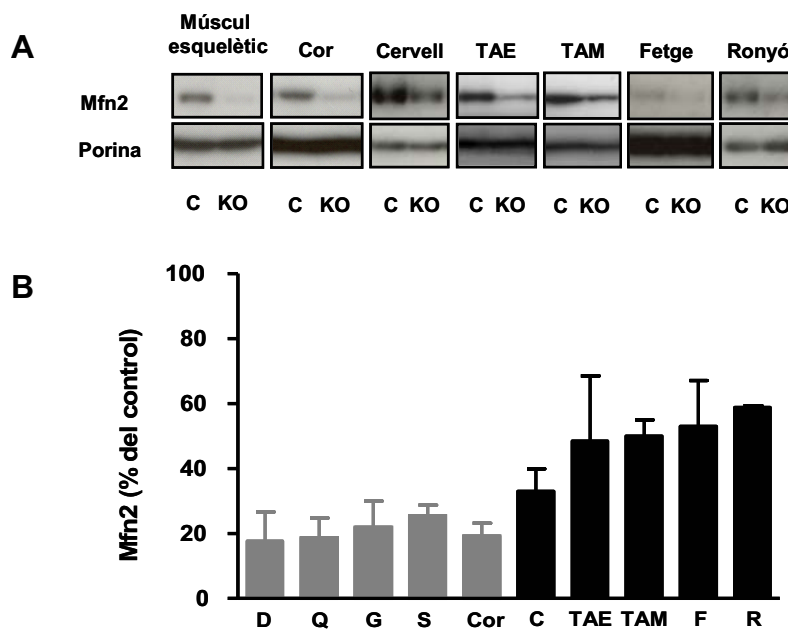 A
Múscul
esquelètic Cor Cervell TAE TAM Fetge Ronyó
Mfn2
Porina
C KO C KO C KO C KO C KO C KO C KO
B
Mfn2 (% del control)
100
80
60
40
20
0
D Q G S Cor C TAE TAM F R